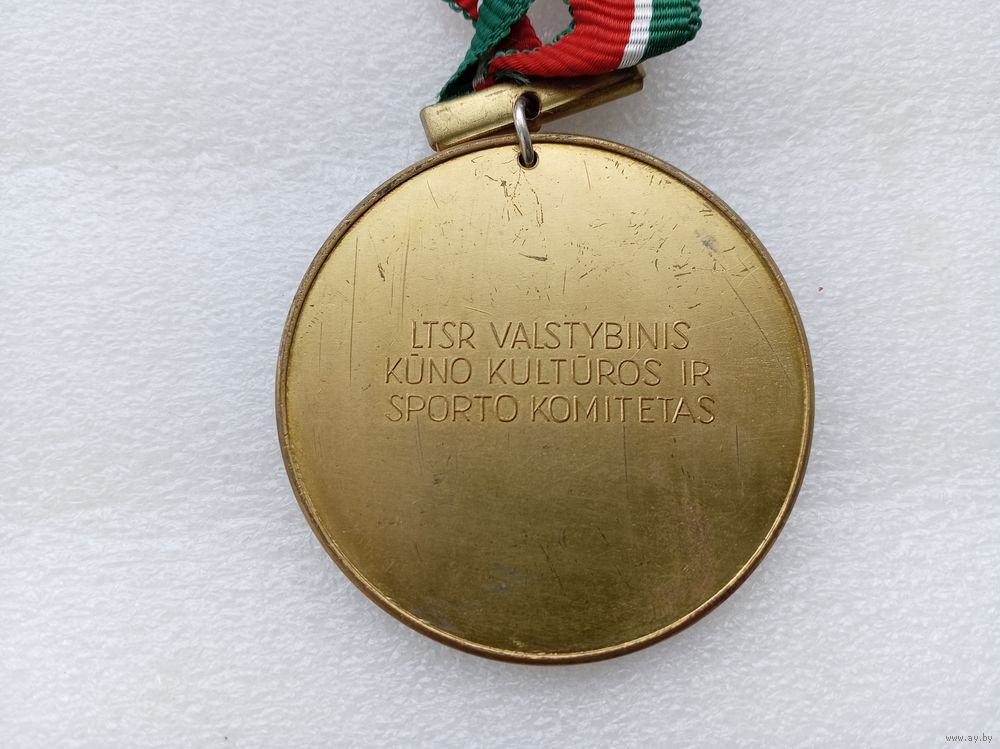 LTSR VALSTYBINIS
KŪNO KULTŪROS IR
SPORTO KOMITETAS
www.ay.by